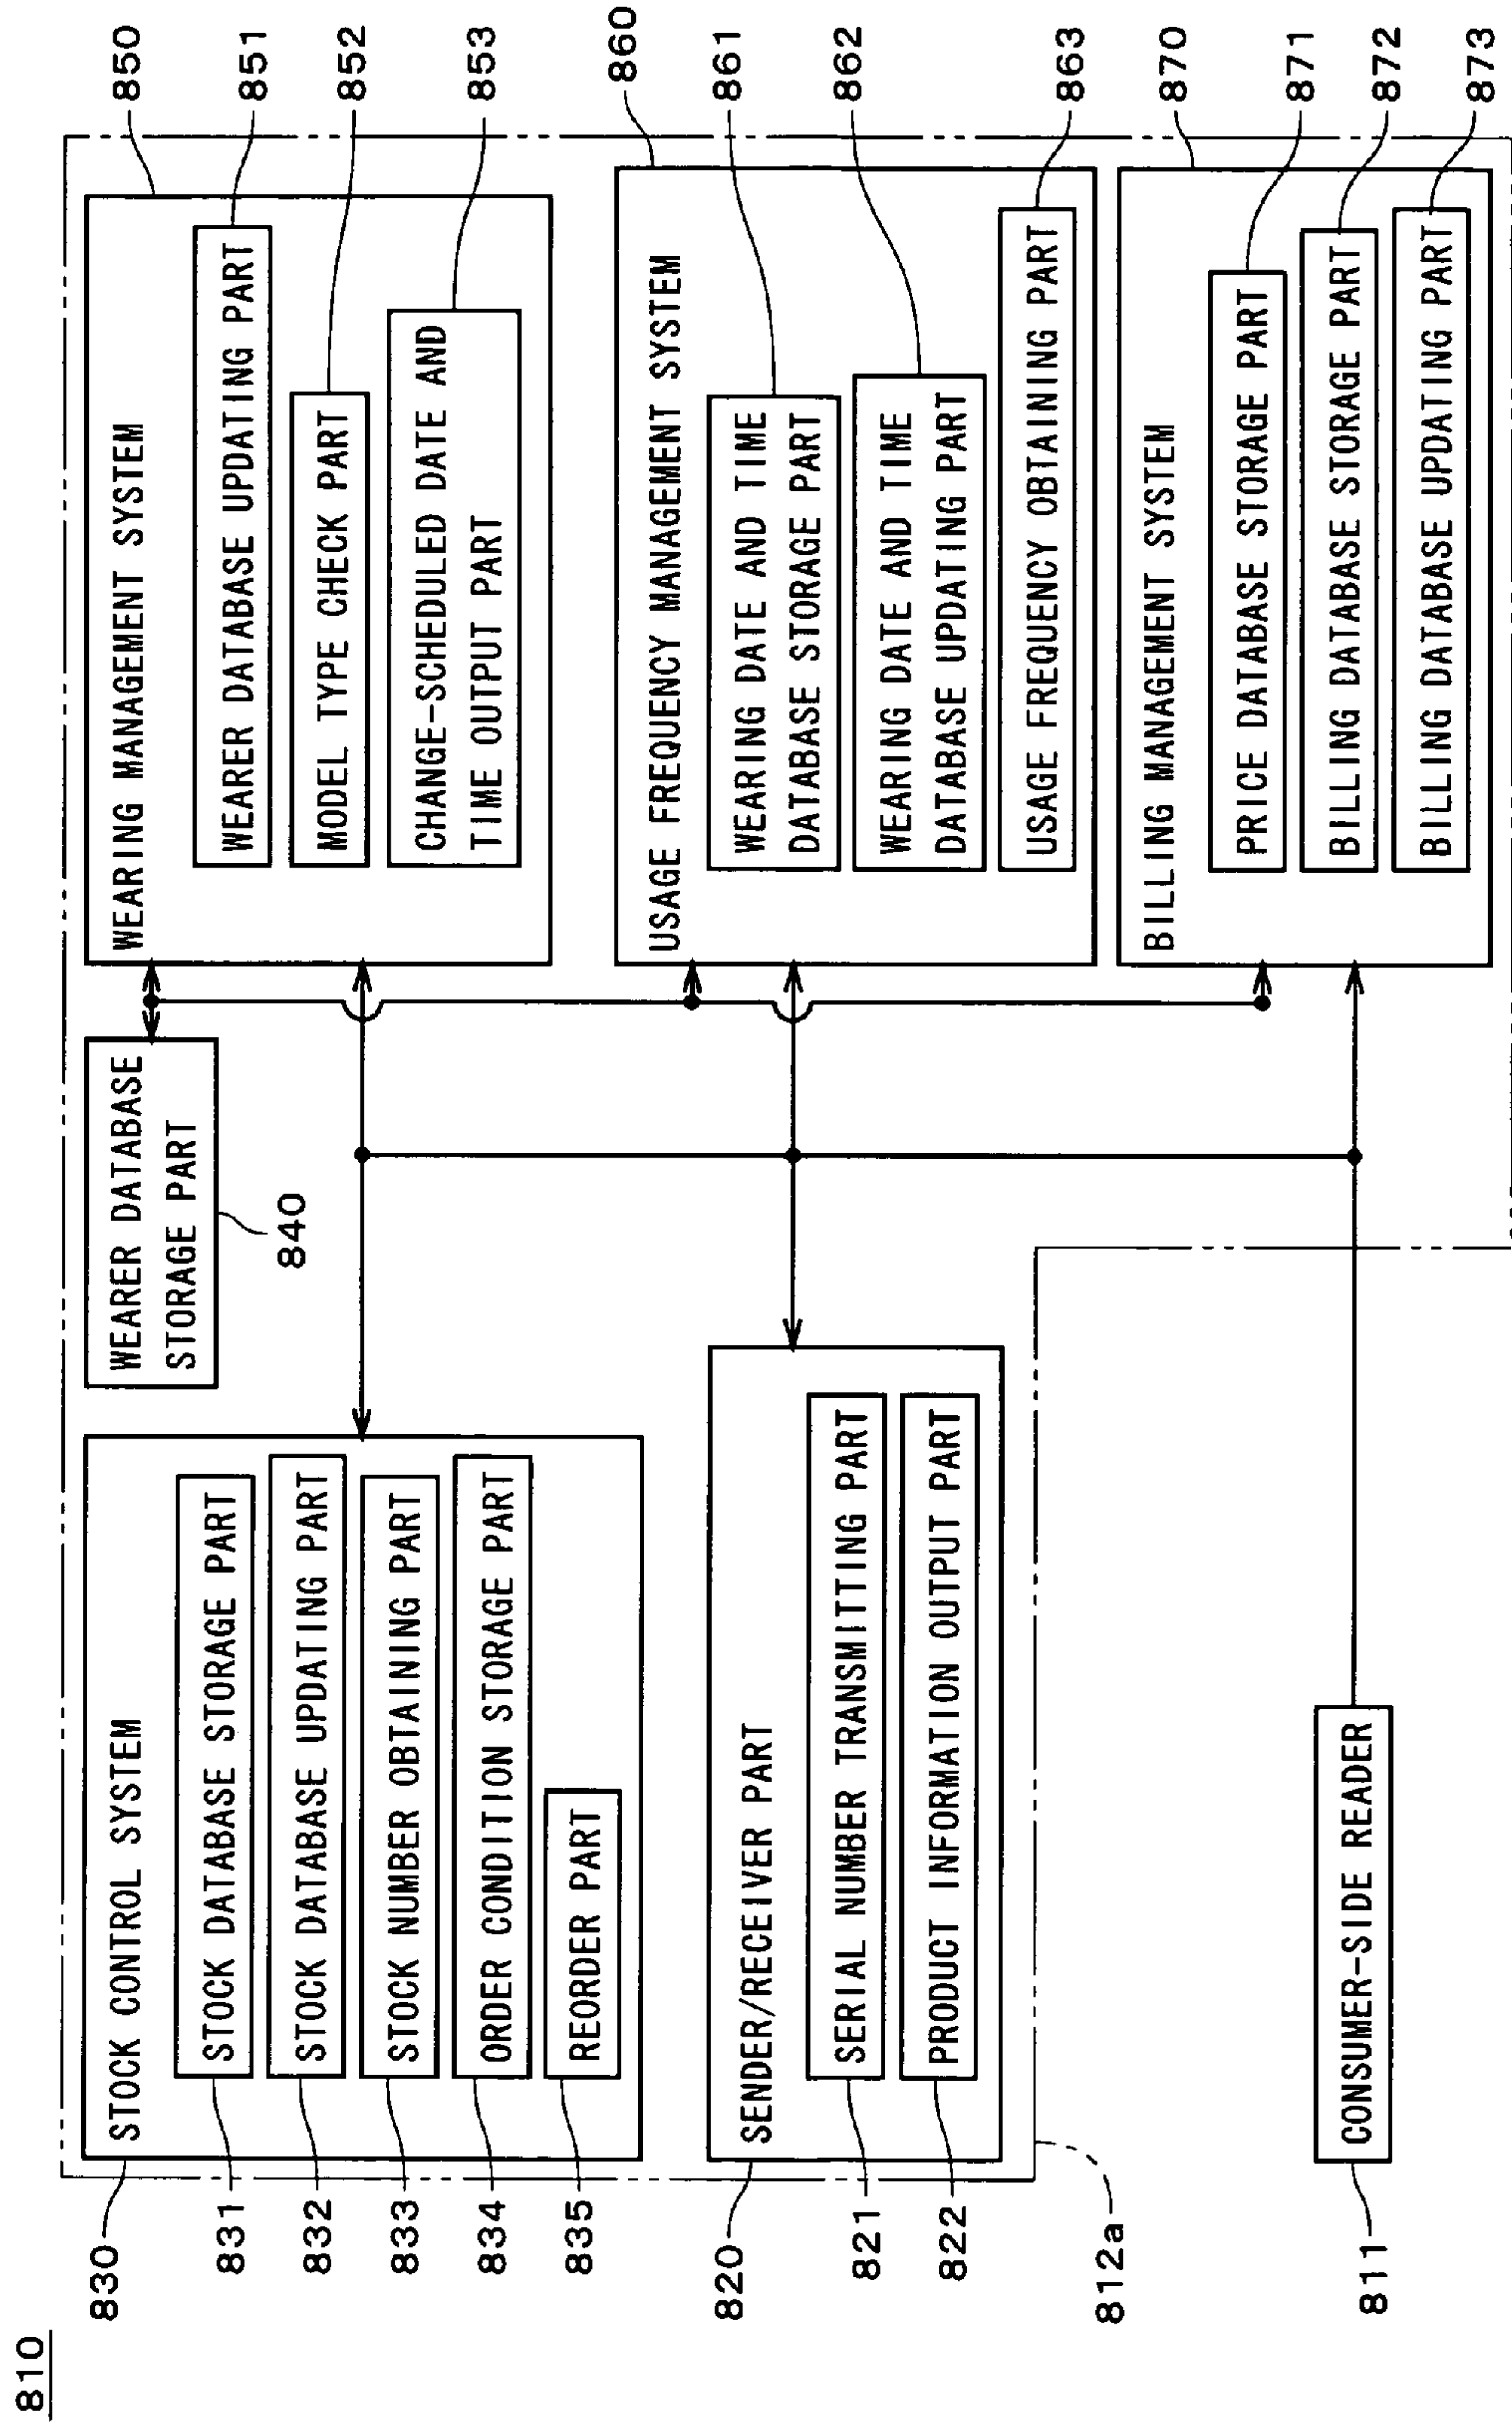 810
830
STOCK CONTROL SYSTEM
831
STOCK DATABASE STORAGE PART
832
STOCK DATABASE UPDATING PART
833
STOCK NUMBER OBTAINING PART
834
ORDER CONDITION STORAGE PART
835
REORDER PART
820
SENDER/RECEIVER PART
821
SERIAL NUMBER TRANSMITTING PART
822
PRODUCT INFORMATION OUTPUT PART
812a
811
CONSUMER-SIDE READER
WEARER DATABASE
STORAGE PART
840
WEARING MANAGEMENT SYSTEM
850
WEARER DATABASE UPDATING PART
851
MODEL TYPE CHECK PART
852
CHANGE-SCHEDULED DATE AND
TIME OUTPUT PART
853
USAGE FREQUENCY MANAGEMENT SYSTEM
860
WEARING DATE AND TIME
DATABASE STORAGE PART
861
WEARING DATE AND TIME
DATABASE UPDATING PART
862
USAGE FREQUENCY OBTAINING PART
863
BILLING MANAGEMENT SYSTEM
870
PRICE DATABASE STORAGE PART
871
BILLING DATABASE STORAGE PART
872
BILLING DATABASE UPDATING PART
873